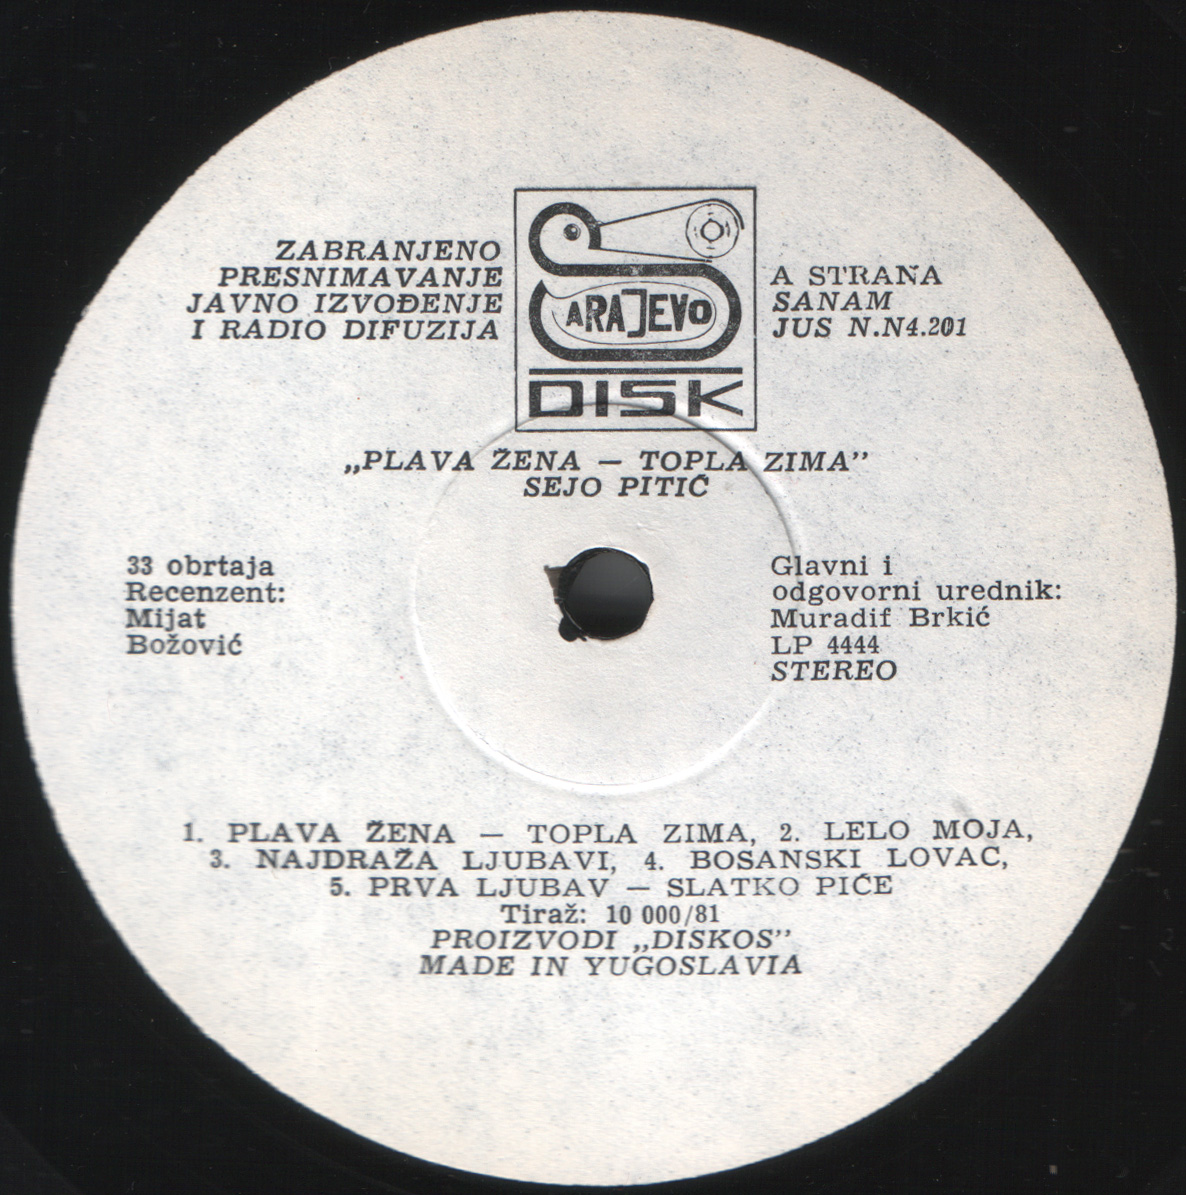 ZABRANJENO
PRESNIMAVANJE
JAVNO IZVOĐENJE
I RADIO DIFUZIJA
SARAJEVO
DISK
A STRANA
SANAM
JUS N.N4.201
„PLAVA ŽENA — TOPLA ZIMA”
SEJO PITIĆ
33 obrtaja
Recenzent:
Mijat
Božović
Glavni i
odgovorni urednik:
Muradif Brkić
LP 4444
STEREO
1. PLAVA ŽENA — TOPLA ZIMA, 2. LELO MOJA,
3. NAJDRAŽA LJUBAVI, 4. BOSANSKI LOVAC,
5. PRVA LJUBAV — SLATKO PIĆE
Tiraž: 10 000/81
PROIZVODI „DISKOS”
MADE IN YUGOSLAVIA